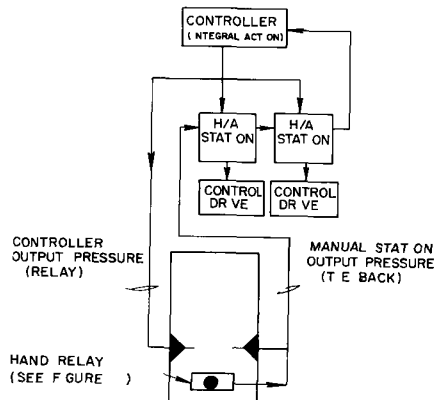 CONTROLLER
(INTEGRAL ACT ON)
H/A
STAT ON
H/A
STAT ON
CONTROL
DR VE
CONTROL
DR VE
CONTROLLER
OUTPUT PRESSURE
(RELAY)
MANUAL STAT ON
OUTPUT PRESSURE
(T E BACK)
HAND RELAY
(SEE F GURE )